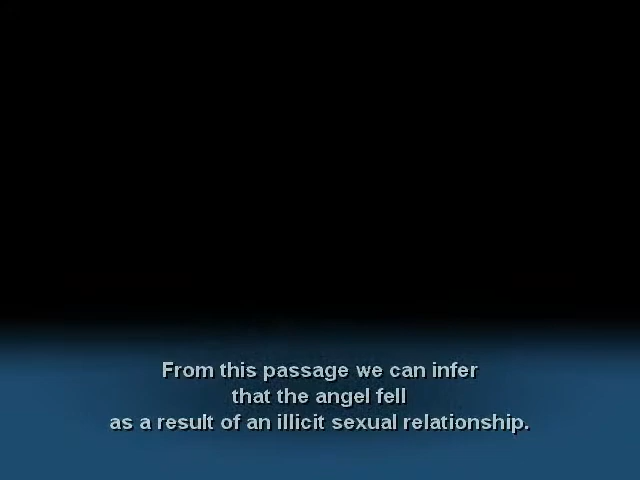 From this passage we can infer
that the angel fell
as a result of an illicit sexual relationship.